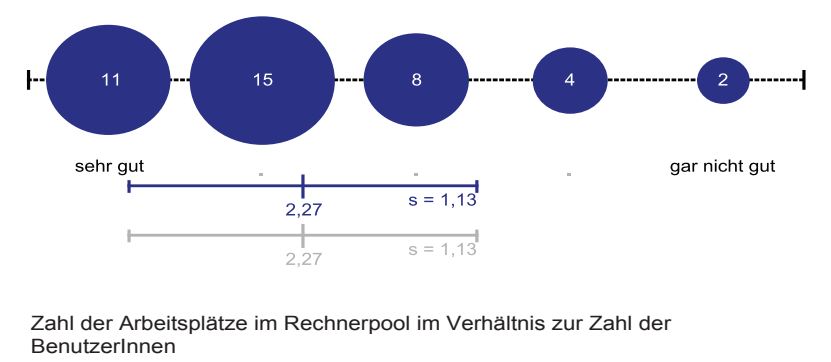 11 15 8 4 2
sehr gut gar nicht gut
s = 1,13
2,27
s = 1,13
2,27
Zahl der Arbeitsplätze im Rechnerpool im Verhältnis zur Zahl der
BenutzerInnen